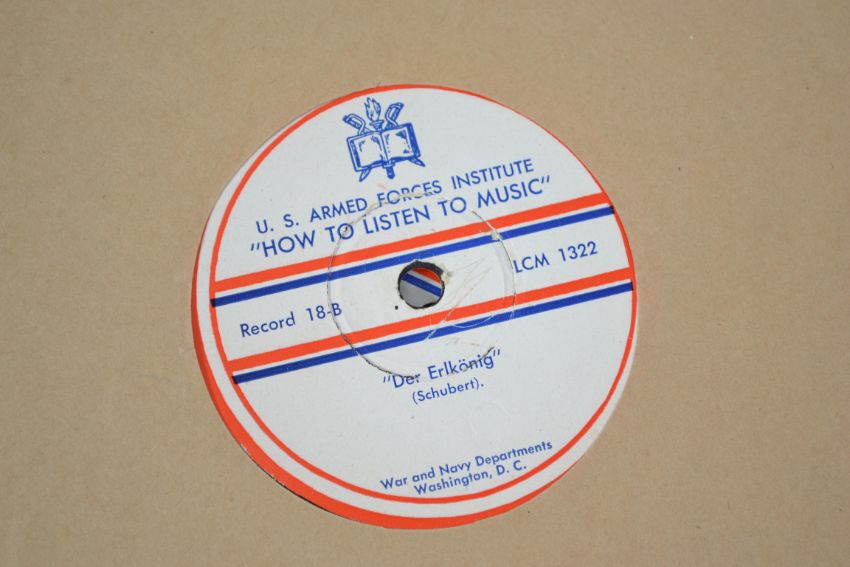 U. S. ARMED FORCES INSTITUTE
"HOW TO LISTEN TO MUSIC"
LCM 1322
Record 18-B
"Der Erlkönig"
(Schubert).
War and Navy Departments
Washington, D. C.